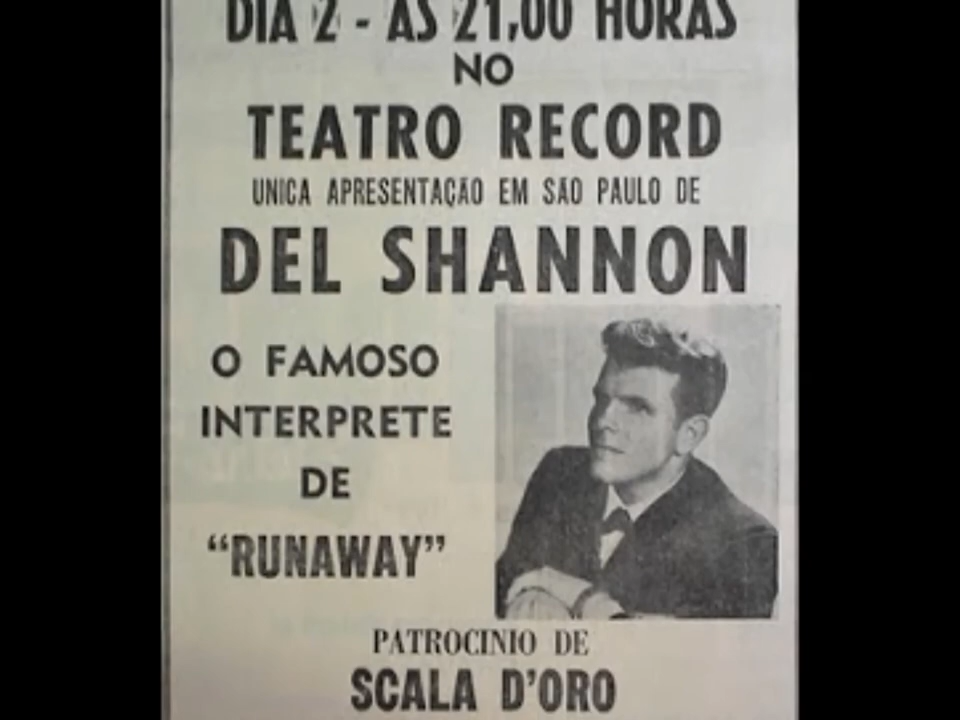 DIA 2 - AS 21,00 HORAS
NO
TEATRO RECORD
UNICA APRESENTAÇÃO EM SÃO PAULO DE
DEL SHANNON
O FAMOSO
INTERPRETE
DE
“RUNAWAY”
PATROCINIO DE
SCALA D'ORO